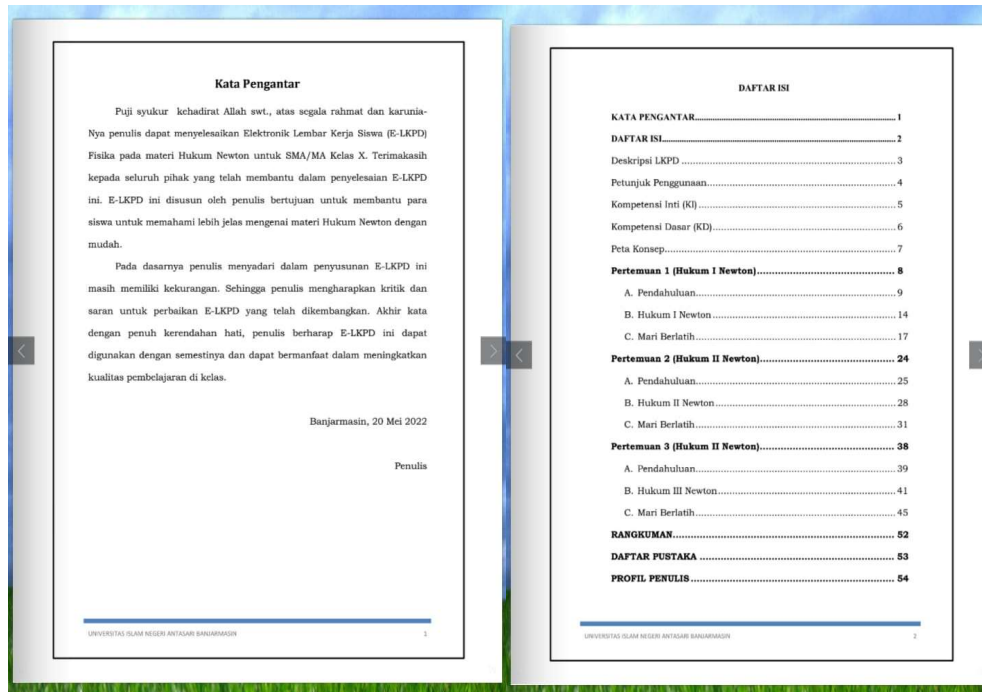 Kata Pengantar
Puji syukur kehadirat Allah swt., atas segala rahmat dan karunia-
Nya penulis dapat menyelesaikan Elektronik Lembar Kerja Siswa (E-LKPD)
Fisika pada materi Hukum Newton untuk SMA/MA Kelas X. Terimakasih
kepada seluruh pihak yang telah membantu dalam penyelesaian E-LKPD
ini. E-LKPD ini disusun oleh penulis bertujuan untuk membantu para
siswa untuk memahami lebih jelas mengenai materi Hukum Newton dengan
mudah.
Pada dasarnya penulis menyadari dalam penyusunan E-LKPD ini
masih memiliki kekurangan. Sehingga penulis mengharapkan kritik dan
saran untuk perbaikan E-LKPD yang telah dikembangkan. Akhir kata
dengan penuh kerendahan hati, penulis berharap E-LKPD ini dapat
digunakan dengan semestinya dan dapat bermanfaat dalam meningkatkan
kualitas pembelajaran di kelas.
Banjarmasin, 20 Mei 2022
Penulis
UNIVERSITAS ISLAM NEGERI ANTASARI BANJARMASIN 1
DAFTAR ISI
KATA PENGANTAR 1
DAFTAR ISI 2
Deskripsi LKPD 3
Petunjuk Penggunaan 4
Kompetensi Inti (KI) 5
Kompetensi Dasar (KD) 6
Peta Konsep 7
Pertemuan 1 (Hukum I Newton) 8
A. Pendahuluan 9
B. Hukum I Newton 14
C. Mari Berlatih 17
Pertemuan 2 (Hukum II Newton) 24
A. Pendahuluan 25
B. Hukum II Newton 28
C. Mari Berlatih 31
Pertemuan 3 (Hukum II Newton) 38
A. Pendahuluan 39
B. Hukum III Newton 41
C. Mari Berlatih 45
RANGKUMAN 52
DAFTAR PUSTAKA 53
PROFIL PENULIS 54
UNIVERSITAS ISLAM NEGERI ANTASARI BANJARMASIN 2